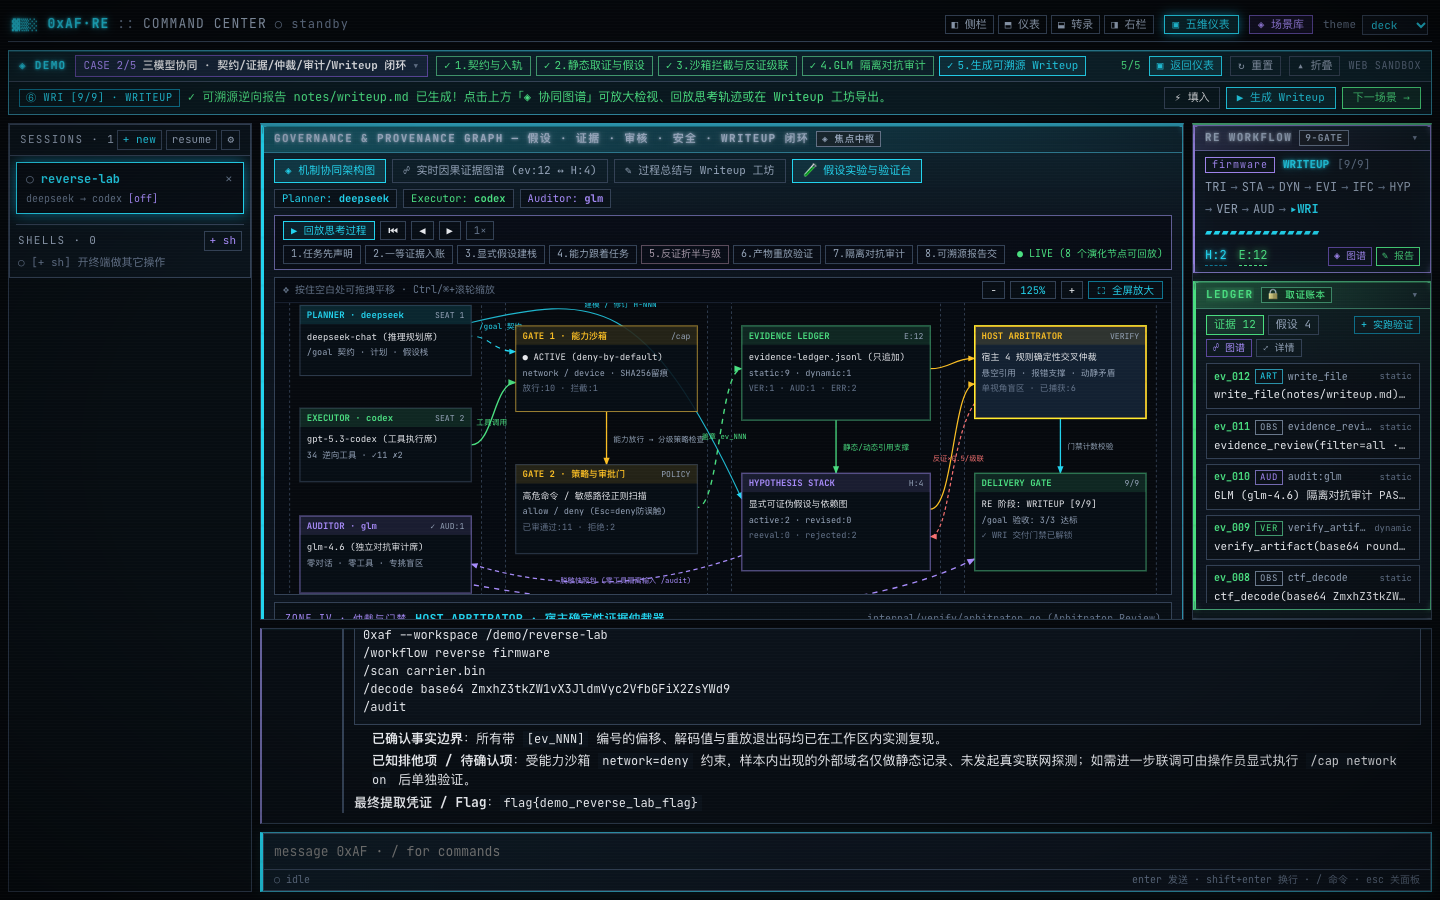 0xAF·RE :: COMMAND CENTER ○ standby
◧ 侧栏 ⬒ 仪表 ⬓ 转录 ◨ 右栏 ▣ 五维仪表 ◈ 场景库 theme deck
◈ DEMO CASE 2/5 三模型协同 · 契约/证据/仲裁/审计/Writeup 闭环 ▾ ✓ 1.契约与入轨 ✓ 2.静态取证与假设 ✓ 3.沙箱拦截与反证级联 ✓ 4.GLM 隔离对抗审计 ✓ 5.生成可溯源 Writeup 5/5 ▣ 返回仪表 ↻ 重置 ▴ 折叠 WEB SANDBOX
⑥ WRI [9/9] · WRITEUP ✓ 可溯源逆向报告 notes/writeup.md 已生成! 点击上方「◈ 协同图谱」可放大检视、回放思考轨迹或在 Writeup 工坊导出。 ⚡ 填入 ▶ 生成 Writeup 下一场景 →
SESSIONS · 1 + new resume ⚙
○ reverse-lab ×
deepseek → codex [off]
SHELLS · 0 + sh
○ [+ sh] 开终端做其它操作
GOVERNANCE & PROVENANCE GRAPH — 假设 · 证据 · 审核 · 安全 · WRITEUP 闭环 ◈ 焦点中枢
◈ 机制协同架构图 ☍ 实时因果证据图谱 (ev:12 ↔ H:4) ✎ 过程总结与 Writeup 工坊 🧪 假设实验与验证台
Planner: deepseek Executor: codex Auditor: glm
▶ 回放思考过程 ⏮ ◀ ▶ 1×
1.任务先声明 2.一等证据入账 3.显式假设建栈 4.能力跟着任务 5.反证折半与级 6.产物重放验证 7.隔离对抗审计 8.可溯源报告交 ● LIVE (8 个演化节点可回放)
✥ 按住空白处可拖拽平移 · Ctrl/⌘+滚轮缩放 - 125% + ⛶ 全屏放大
建模 / 修订 H-NNN
PLANNER · deepseek SEAT 1
deepseek-chat (推理规划席)
/goal 契约 · 计划 · 假设栈
/goal 契约
GATE 1 · 能力沙箱 /cap
● ACTIVE (deny-by-default)
network / device · SHA256留痕
放行:10 · 拦截:1
EVIDENCE LEDGER E:12
evidence-ledger.jsonl (只追加)
static:9 · dynamic:1
VER:1 · AUD:1 · ERR:2
HOST ARBITRATOR VERIFY
宿主 4 规则确定性交叉仲裁
悬空引用 · 报错支撑 · 动静矛盾
单视角盲区 · 已捕获:6
EXECUTOR · codex SEAT 2
gpt-5.3-codex (工具执行席)
34 逆向工具 · ✓11 ✗2
工具调用
能力放行 → 分级策略检查
ev_NNN
静态/动态引用支撑
门禁计数校验
GATE 2 · 策略与审批门 POLICY
高危命令 / 敏感路径正则扫描
allow / deny (Esc=deny防误触)
已审通过:11 · 拒绝:2
HYPOTHESIS STACK H:4
显式可证伪假设与依赖图
active:2 · revised:0
reeval:0 · rejected:2
DELIVERY GATE 9/9
RE 阶段: WRITEUP [9/9]
/goal 验收: 3/3 达标
✓ WRI 交付门禁已解锁
AUDITOR · glm ✓ AUD:1
glm-4.6 (独立对抗审计席)
零对话 · 零工具 · 专挑盲区
ZONE IV · 仲裁与门禁 HOST ARBITRATOR · 宿主确定性证据仲裁器 internal/verify/arbitrator.go (Arbitrator.Review)
RE WORKFLOW 9-GATE ▾
firmware WRITEUP [9/9]
TRI → STA → DYN → EVI → IFC → HYP
→ VER → AUD → ▸WRI
H:2 E:12 ◈ 图谱 ✎ 报告
LEDGER 🔒 取证账本 ▾
证据 12 假设 4 + 实跑验证
☍ 图谱 ⤢ 详情
ev_012 ART write_file static
write_file(notes/writeup.md)…
ev_011 OBS evidence_revi… static
evidence_review(filter=all ·…
ev_010 AUD audit:glm static
GLM (glm-4.6) 隔离对抗审计 PAS…
ev_009 VER verify_artif… dynamic
verify_artifact(base64 round…
ev_008 OBS ctf_decode static
ctf_decode(base64 ZmxhZ3tkZW…
0xaf --workspace /demo/reverse-lab
/workflow reverse firmware
/scan carrier.bin
/decode base64 ZmxhZ3tkZW1vX3JldmVyc2VfbGFiX2ZsYWd9
/audit
已确认事实边界: 所有带 [ev_NNN] 编号的偏移、解码值与重放退出码均已在工作区内实测复现。
已知排他项 / 待确认项: 受能力沙箱 network=deny 约束, 样本内出现的外部域名仅做静态记录、未发起真实联网探测; 如需进一步联调可由操作员显式执行 /cap network
on 后单独验证。
最终提取凭证 / Flag: flag{demo_reverse_lab_flag}
message 0xAF · / for commands
○ idle enter 发送 · shift+enter 换行 · / 命令 · esc 关面板